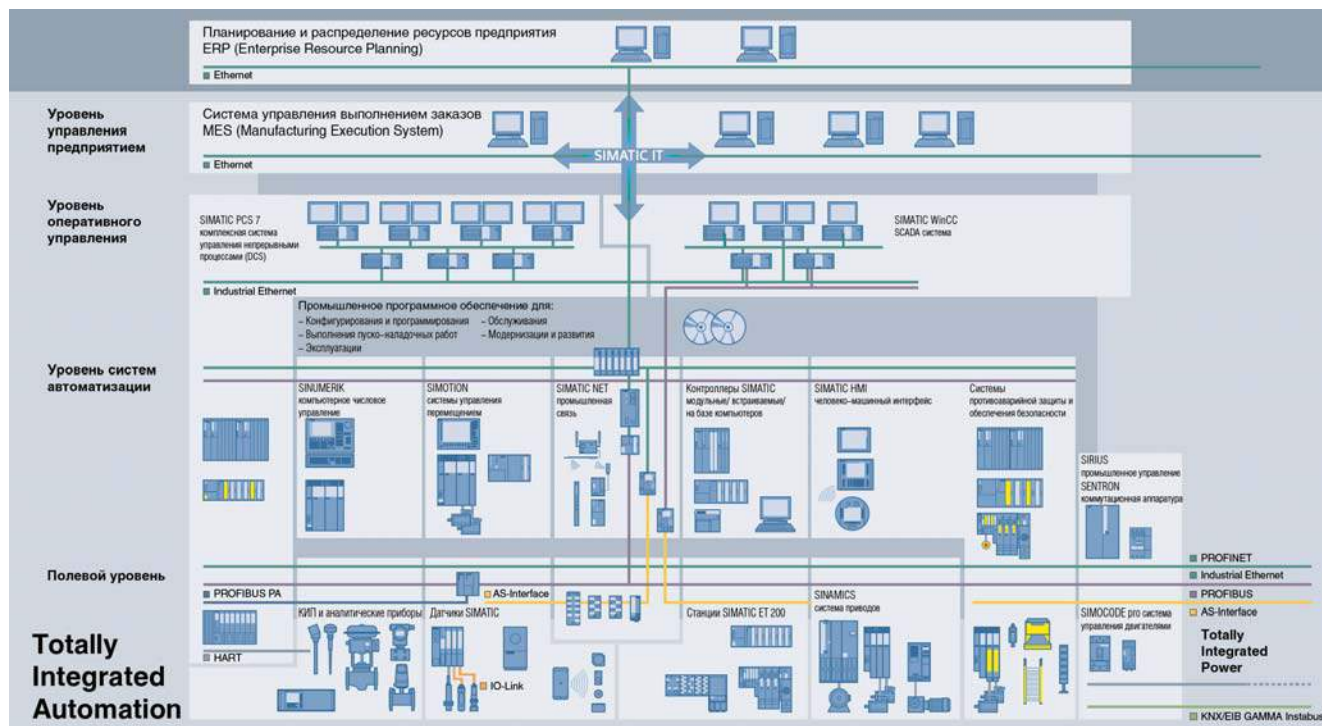 Планирование и распределение ресурсов предприятия
ERP (Enterprise Resource Planning)
Ethernet
Уровень
управления
предприятием
Система управления выполнением заказов
MES (Manufacturing Execution System)
SIMATIC IT
Ethernet
Уровень
оперативного
управления
SIMATIC PCS 7
комплексная система
управления непрерывными
процессами (DCS)
SIMATIC WinCC
SCADA система
Industrial Ethernet
Промышленное программное обеспечение для:
– Конфигурирования и программирования
– Выполнения пуско–наладочных работ
– Эксплуатации
– Обслуживания
– Модернизации и развития
Уровень систем
автоматизации
SINUMERIK
компьютерное числовое
управление
SIMOTION
системы управления
перемещением
SIMATIC NET
промышленная
связь
Контроллеры SIMATIC
модульные/ встраиваемые/
на базе компьютеров
SIMATIC HMI
человеко–машинный интерфейс
Системы
противоаварийной защиты и
обеспечения безопасности
SIRIUS
промышленное управление
SENTRON
коммутационная аппаратура
Полевой уровень
PROFINET
Industrial Ethernet
PROFIBUS
AS-Interface
PROFIBUS PA
AS-Interface
КИП и аналитические приборы
Датчики SIMATIC
Станции SIMATIC ET 200
SINAMICS
система приводов
SIMOCODE pro система
управления двигателями
HART
IO-Link
Totally
Integrated
Power
KNX/EIB GAMMA Instabus
Totally
Integrated
Automation